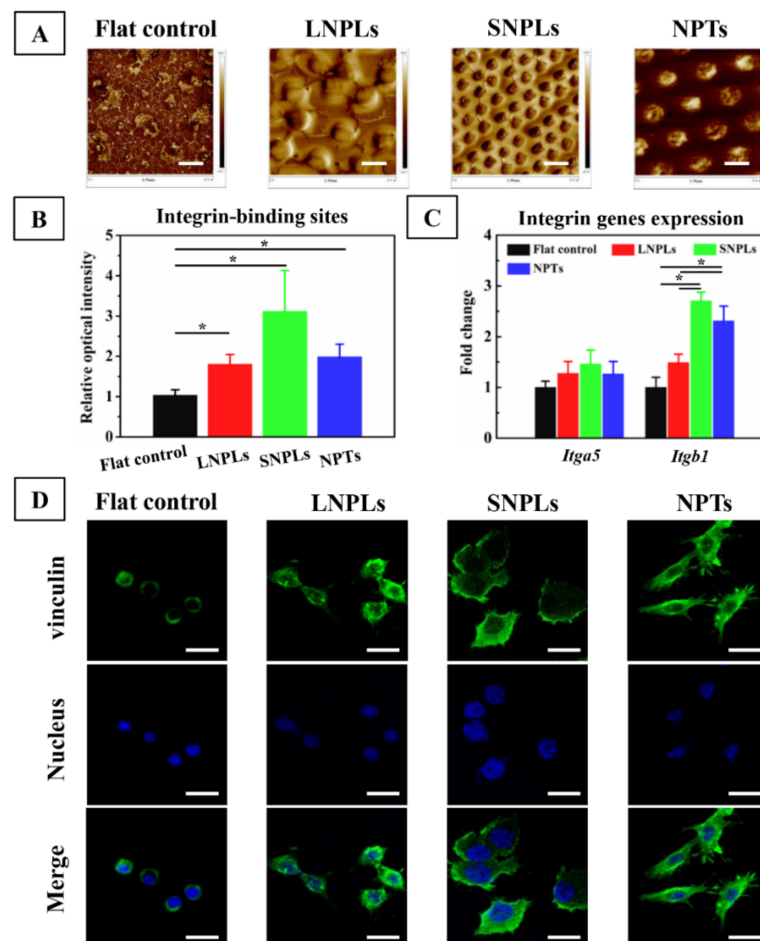 A
Flat control LNPLs SNPLs NPTs
B
Integrin-binding sites
Relative optical intensity
5
4
3
2
1
0
*
*
*
Flat control LNPLs SNPLs NPTs
C
Integrin genes expression
Fold change
4
3
2
1
0
Flat control LNPLs SNPLs
NPTs
*
*
Itga5 Itgb1
D
Flat control LNPLs SNPLs NPTs
vinculin
Nucleus
Merge